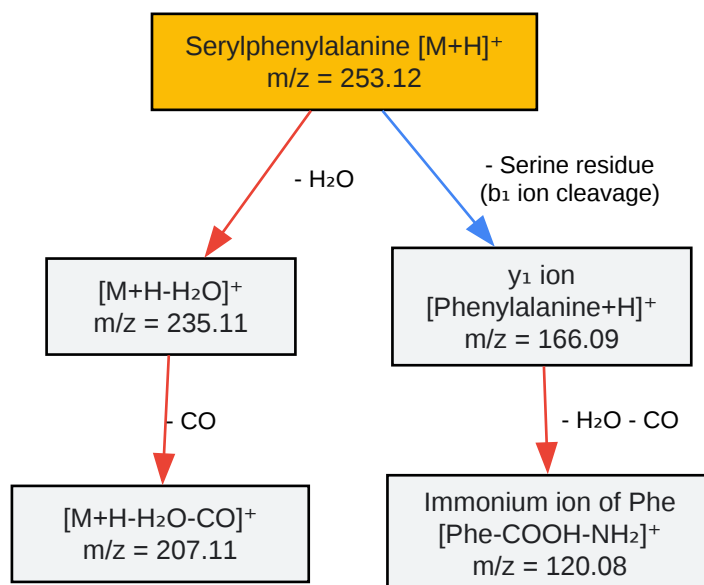 Serylphenylalanine [M+H]⁺
m/z = 253.12
- H₂O
- Serine residue
(b₁ ion cleavage)
[M+H-H₂O]⁺
m/z = 235.11
y₁ ion
[Phenylalanine+H]⁺
m/z = 166.09
- CO
- H₂O - CO
[M+H-H₂O-CO]⁺
m/z = 207.11
Immonium ion of Phe
[Phe-COOH-NH₂]⁺
m/z = 120.08